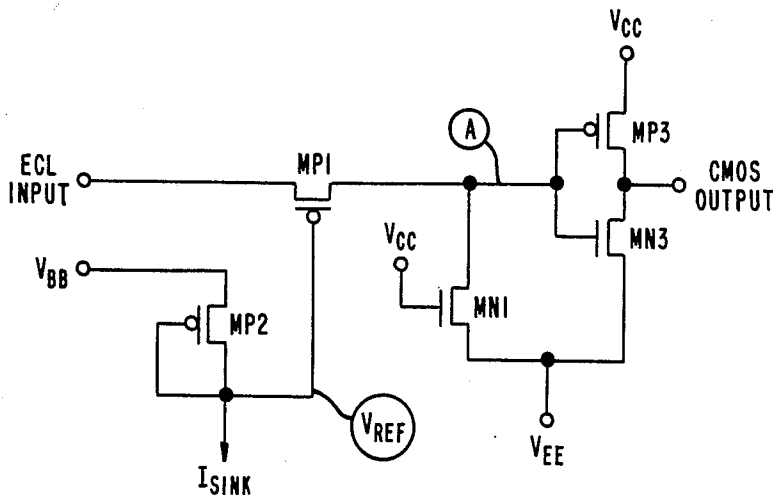 VCC
A
MP3
MP1
ECL
INPUT
CMOS
OUTPUT
VCC
MN3
VBB
MN1
MP2
VREF
VEE
ISINK